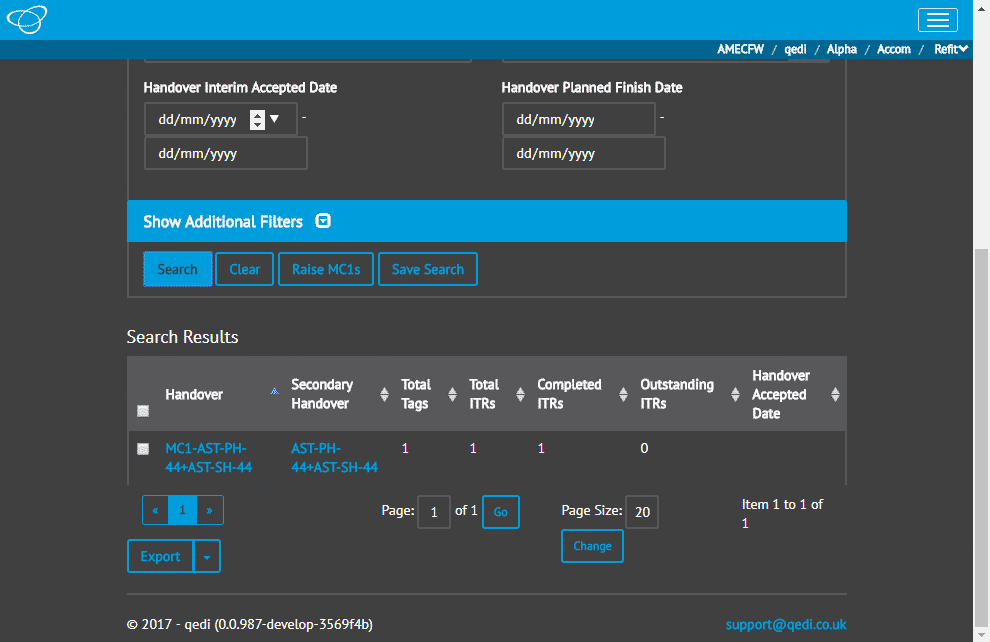 AMECFW / qedi / Alpha / Accom / Refit
Handover Interim Accepted Date
Handover Planned Finish Date
dd/mm/yyyy -
dd/mm/yyyy -
dd/mm/yyyy
dd/mm/yyyy
Show Additional Filters
Search Clear Raise MC1s Save Search
Search Results
Handover
Secondary
Handover
Total
Tags
Total
ITRs
Completed
ITRs
Outstanding
ITRs
Handover
Accepted
Date
MC1-AST-PH-
44+AST-SH-44
AST-PH-
44+AST-SH-44
1
1
1
0
« 1 »
Page: 1 of 1 Go
Page Size: 20
Change
Item 1 to 1 of
1
Export
© 2017 - qedi (0.0.987-develop-3569f4b)
support@qedi.co.uk